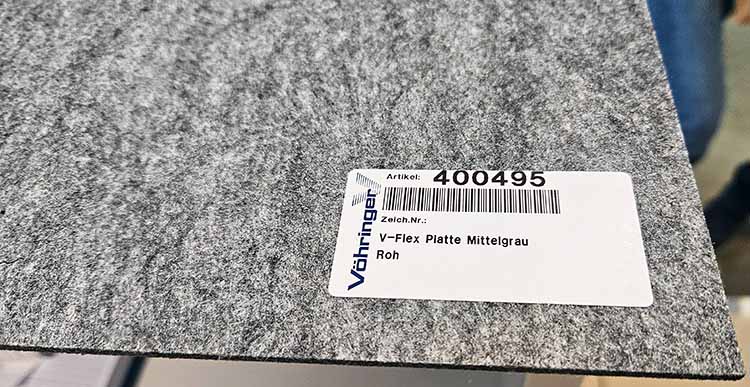 Vöhringer
Artikel: 400495
Zeich.Nr.:
V-Flex Platte Mittelgrau
Roh